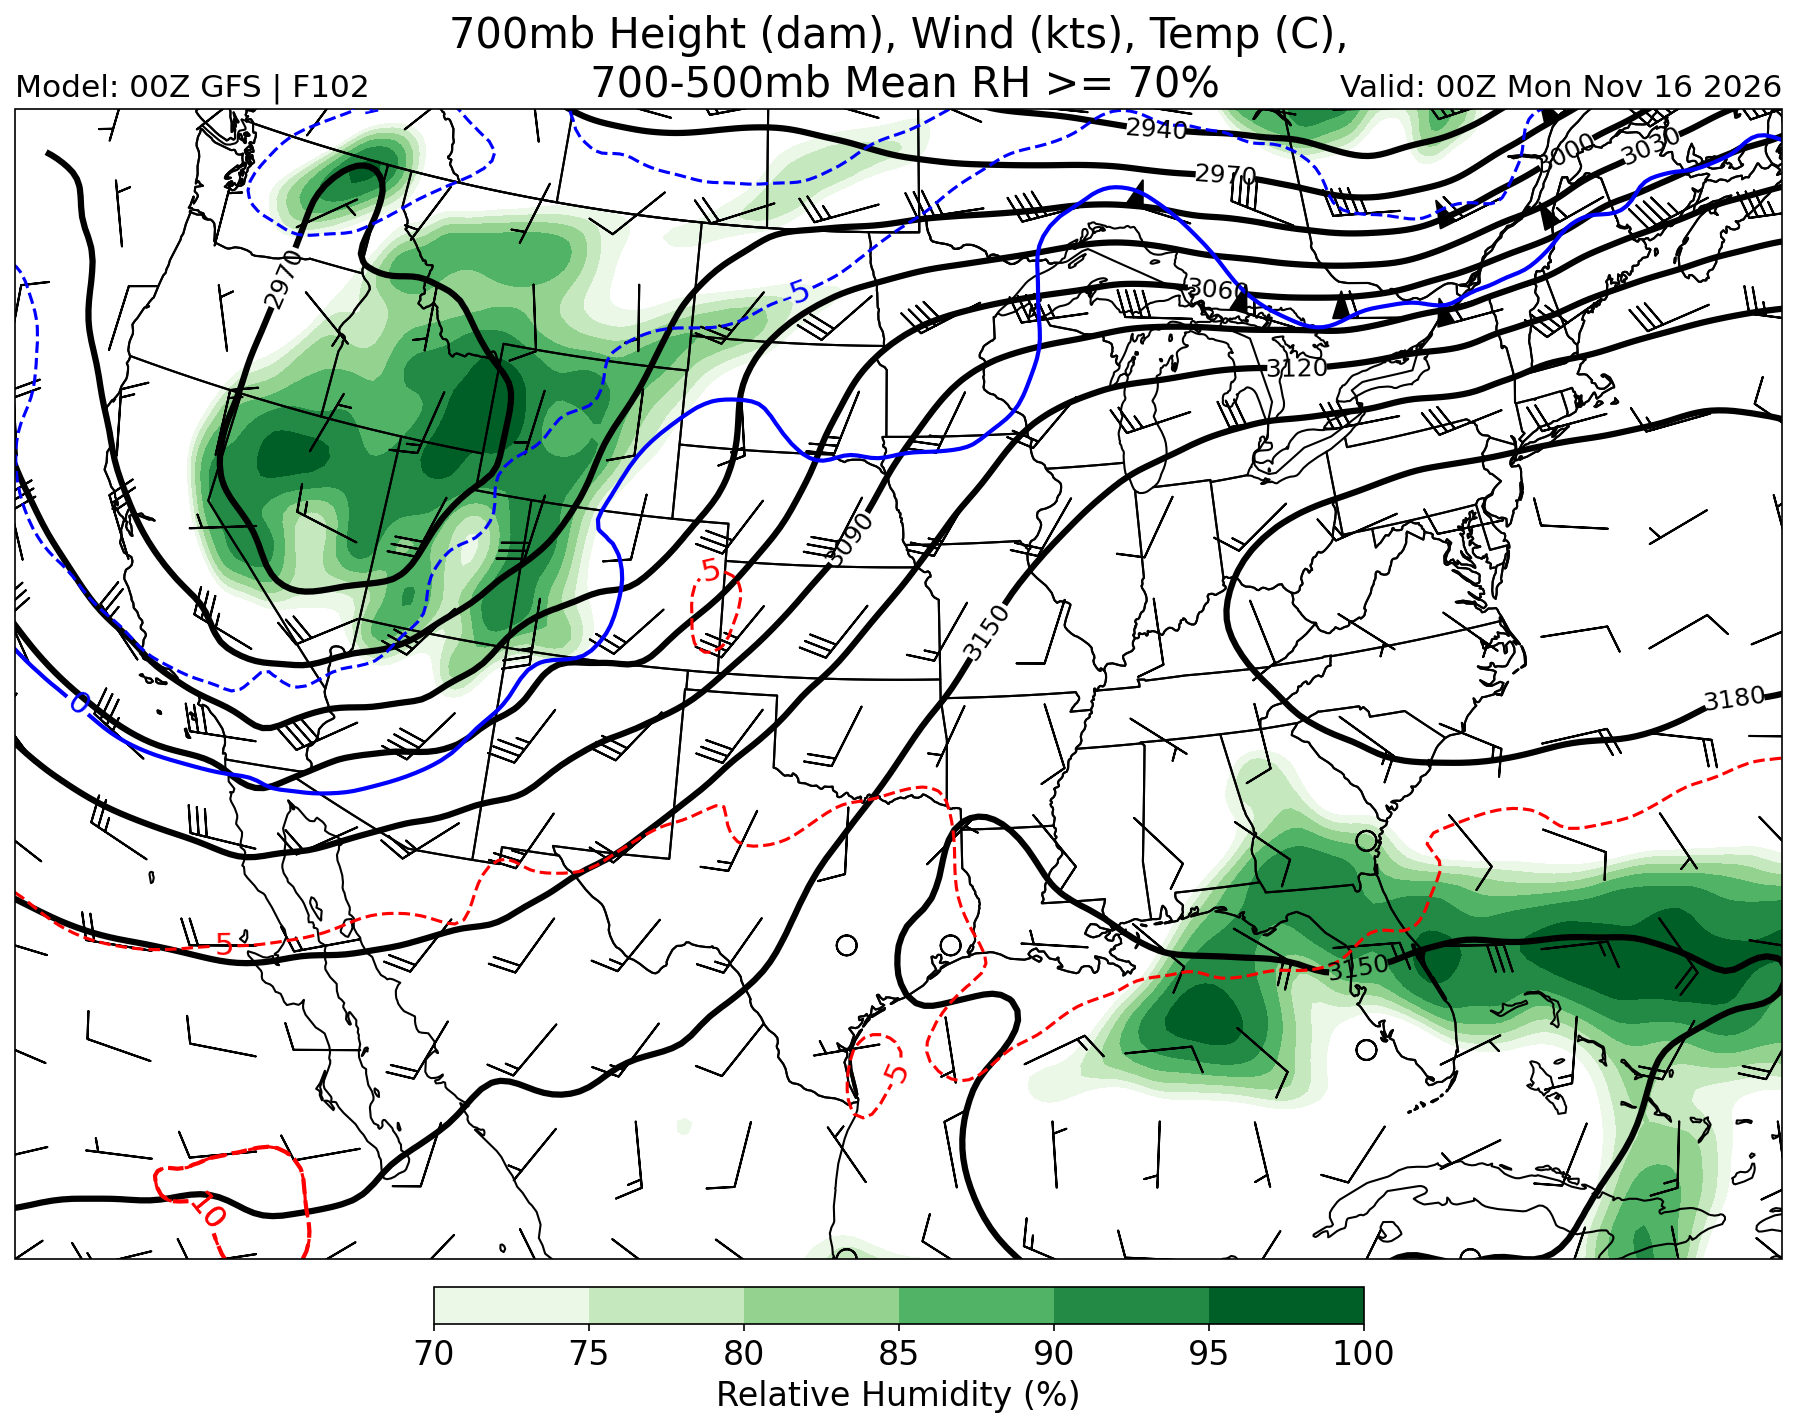 700mb Height (dam), Wind (kts), Temp (C),
700-500mb Mean RH >= 70%
Model: 00Z GFS | F102
Valid: 00Z Mon Nov 16 2026
2940
3000
3030
2970
2970
-5
3060
3120
3090
5
3150
0
3180
5
3150
5
10
70 75 80 85 90 95 100
Relative Humidity (%)